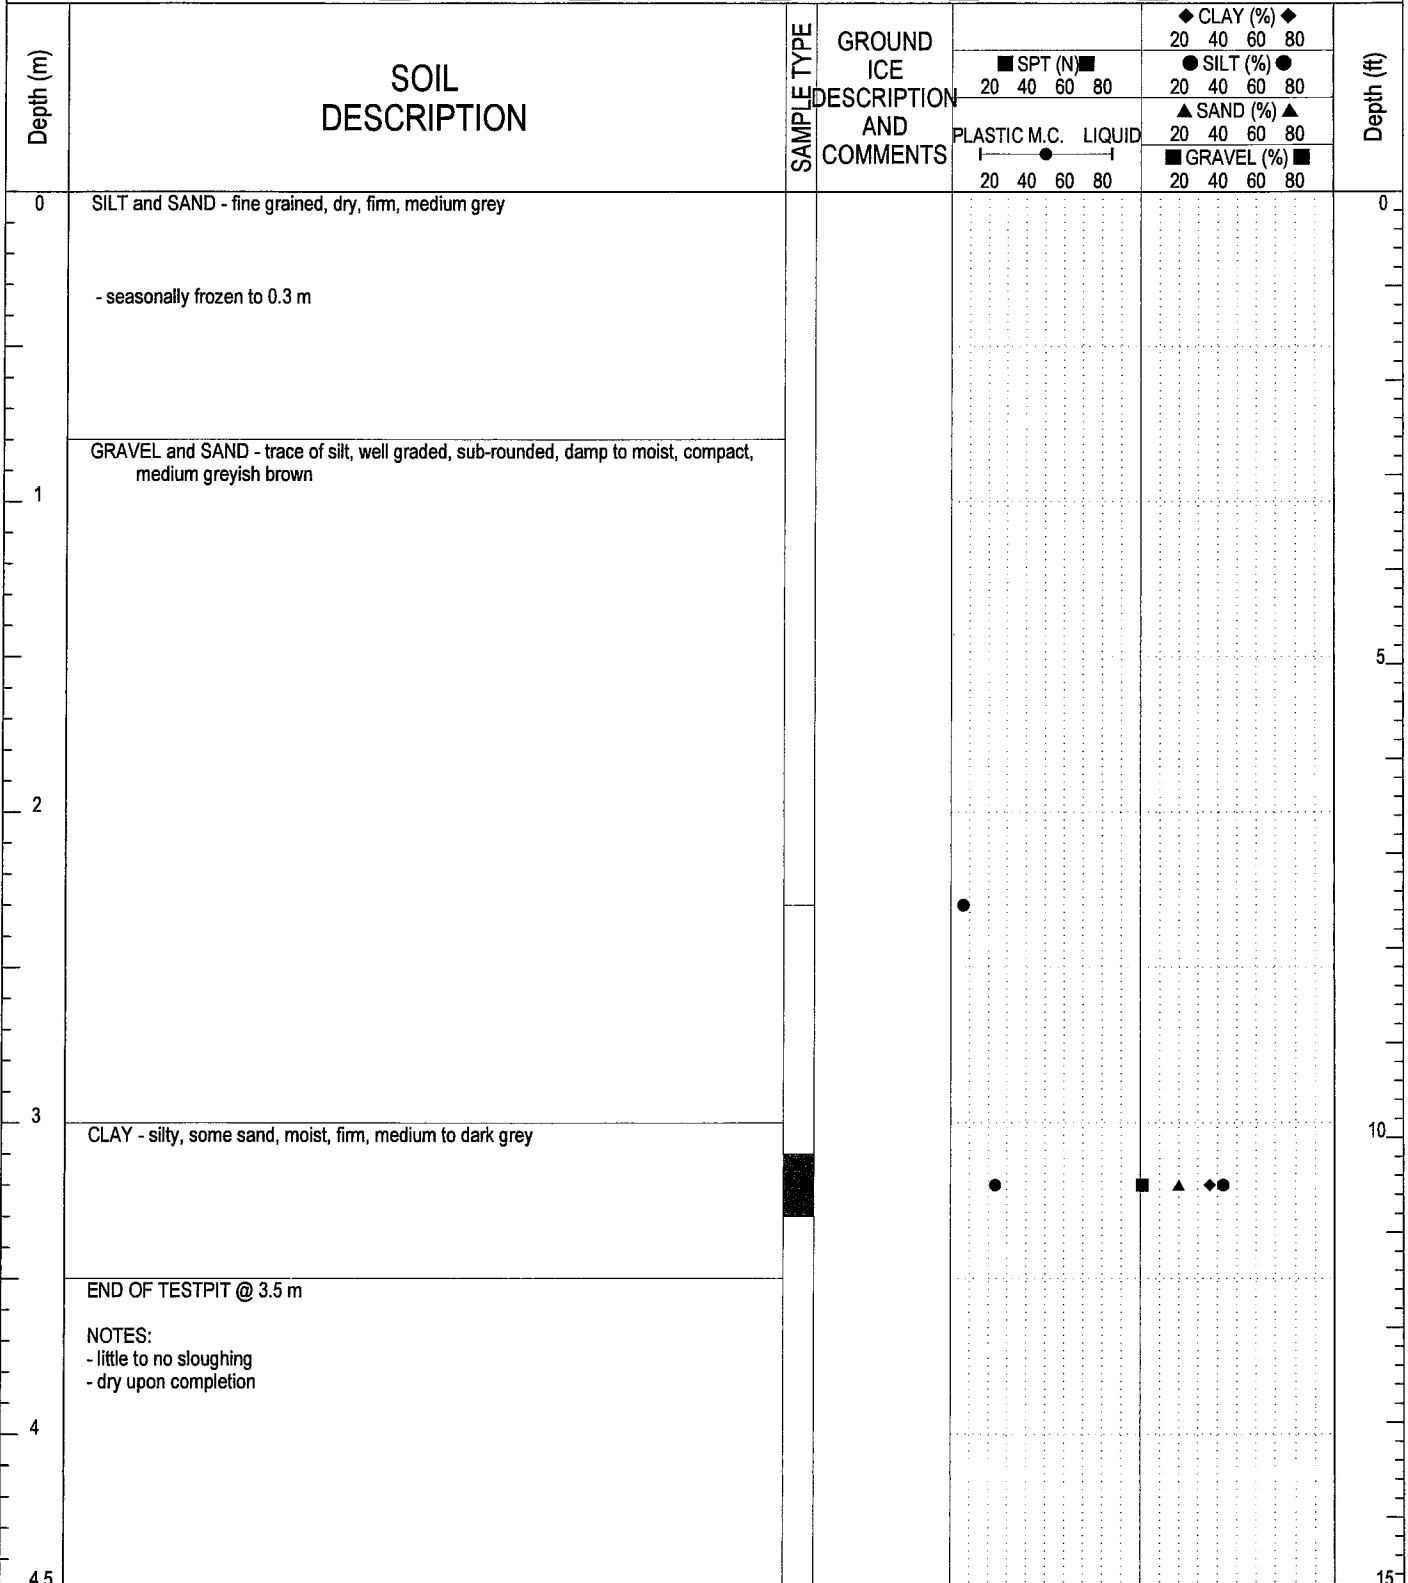 Depth (m)
SOIL
DESCRIPTION
SAMPLE TYPE
GROUND
ICE
DESCRIPTION
AND
COMMENTS
■ SPT (N) ■
20 40 60 80
PLASTIC M.C. LIQUID
20 40 60 80
◆ CLAY (%) ◆
20 40 60 80
● SILT (%) ●
20 40 60 80
▲ SAND (%) ▲
20 40 60 80
■ GRAVEL (%) ■
20 40 60 80
Depth (ft)
0
SILT and SAND - fine grained, dry, firm, medium grey
0
- seasonally frozen to 0.3 m
GRAVEL and SAND - trace of silt, well graded, sub-rounded, damp to moist, compact,
medium greyish brown
1
5
2
3
CLAY - silty, some sand, moist, firm, medium to dark grey
10
END OF TESTPIT @ 3.5 m
NOTES:
- little to no sloughing
- dry upon completion
4
4.5
15